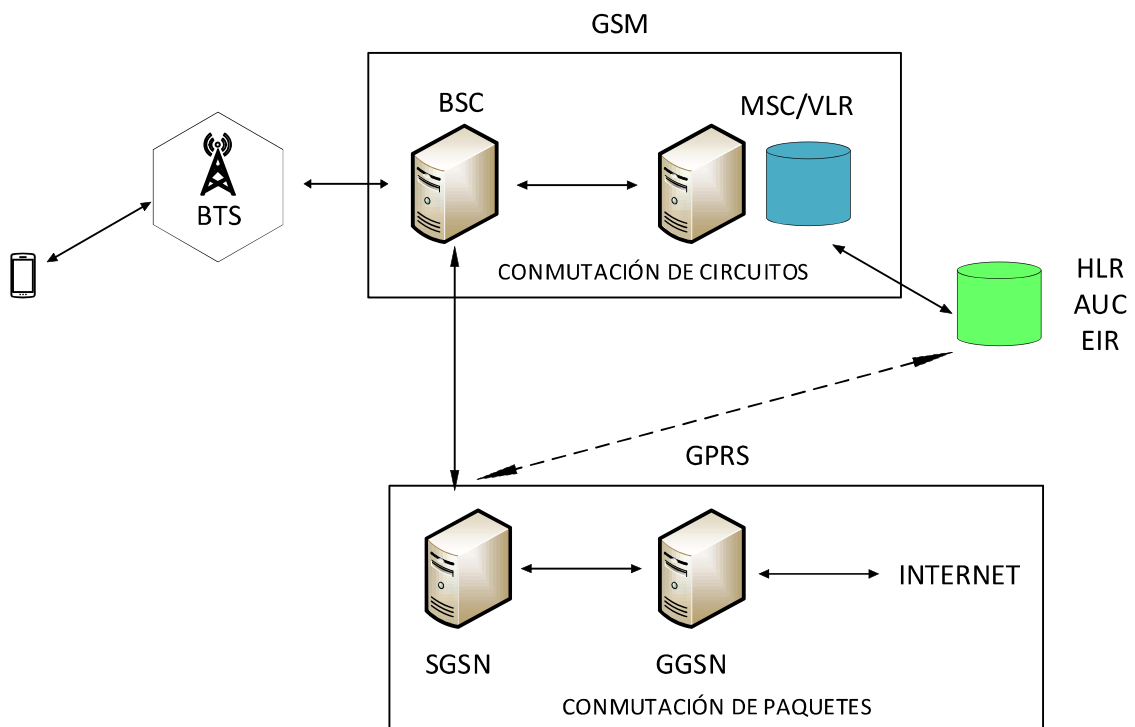 GSM
BSC
MSC/VLR
BTS
CONMUTACIÓN DE CIRCUITOS
HLR
AUC
EIR
GPRS
INTERNET
SGSN
GGSN
CONMUTACIÓN DE PAQUETES